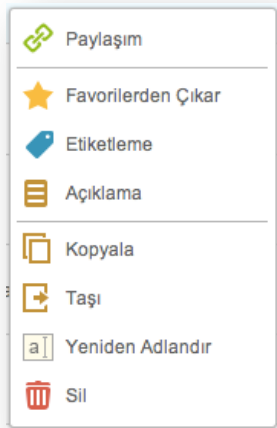 Paylaşım
Favorilerden Çıkar
Etiketleme
Açıklama
Kopyala
Taşı
a Yeniden Adlandır
Sil